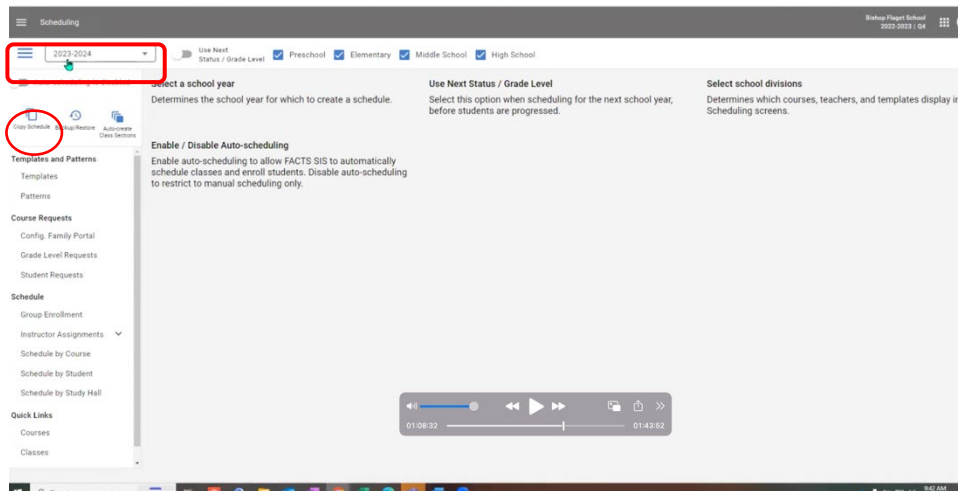 Scheduling
Bishop Flaget School
2022-2023 | Q4
2023-2024
Use Next
Status / Grade Level
Preschool
Elementary
Middle School
High School
Select a school year
Determines the school year for which to create a schedule.
Use Next Status / Grade Level
Select this option when scheduling for the next school year,
before students are progressed.
Select school divisions
Determines which courses, teachers, and templates display in
Scheduling screens.
Copy Schedule
Backup/Restore
Auto-create
Class Sections
Enable / Disable Auto-scheduling
Enable auto-scheduling to allow FACTS SIS to automatically
schedule classes and enroll students. Disable auto-scheduling
to restrict to manual scheduling only.
Templates and Patterns
Templates
Patterns
Course Requests
Config. Family Portal
Grade Level Requests
Student Requests
Schedule
Group Enrollment
Instructor Assignments
Schedule by Course
Schedule by Student
Schedule by Study Hall
Quick Links
Courses
Classes
01:08:32
01:43:52
9:42 AM